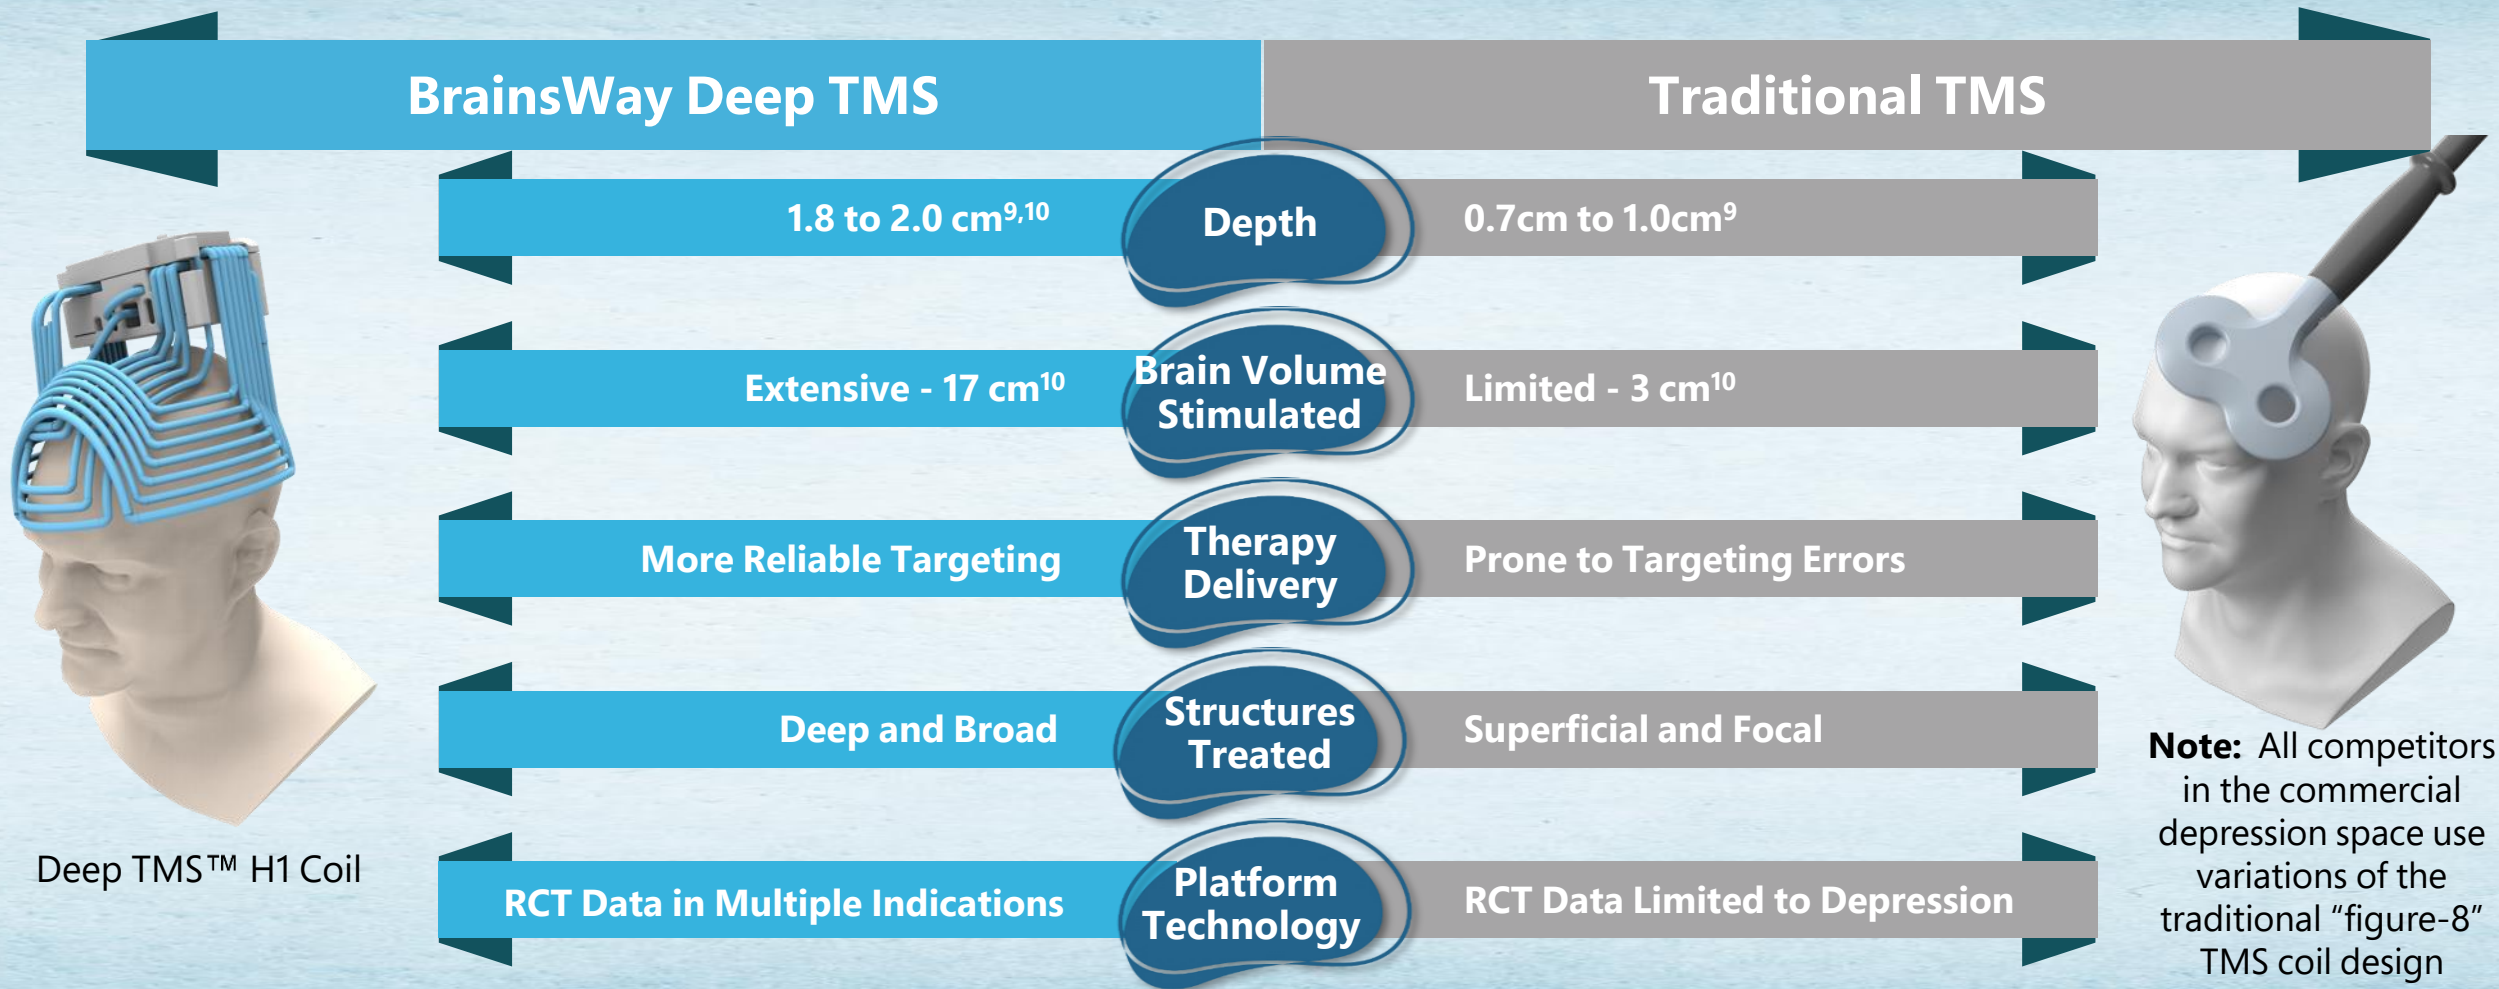 BrainsWay Deep TMS
Traditional TMS
1.8 to 2.0 cm9,10
Depth
0.7cm to 1.0cm9
Extensive - 17 cm10
Brain Volume
Stimulated
Limited - 3 cm10
More Reliable Targeting
Therapy
Delivery
Prone to Targeting Errors
Deep and Broad
Structures
Treated
Superficial and Focal
RCT Data in Multiple Indications
Platform
Technology
RCT Data Limited to Depression
Deep TMS™ H1 Coil
Note: All competitors
in the commercial
depression space use
variations of the
traditional “figure-8”
TMS coil design